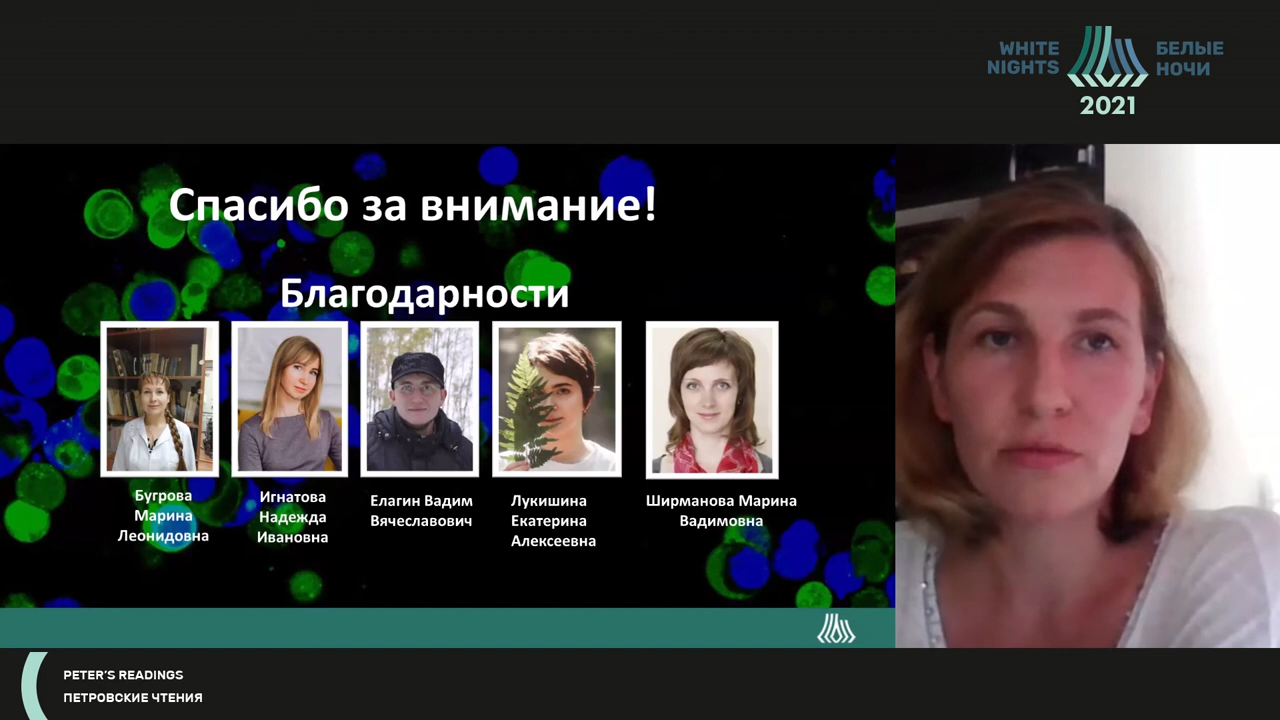 WHITE
NIGHTS
БЕЛЫЕ
НОЧИ
2021
Спасибо за внимание!
Благодарности
Бугрова
Марина
Леонидовна
Игнатова
Надежда
Ивановна
Елагин Вадим
Вячеславович
Лукишина
Екатерина
Алексеевна
Ширманова Марина
Вадимовна
PETER'S READINGS
ПЕТРОВСКИЕ ЧТЕНИЯ